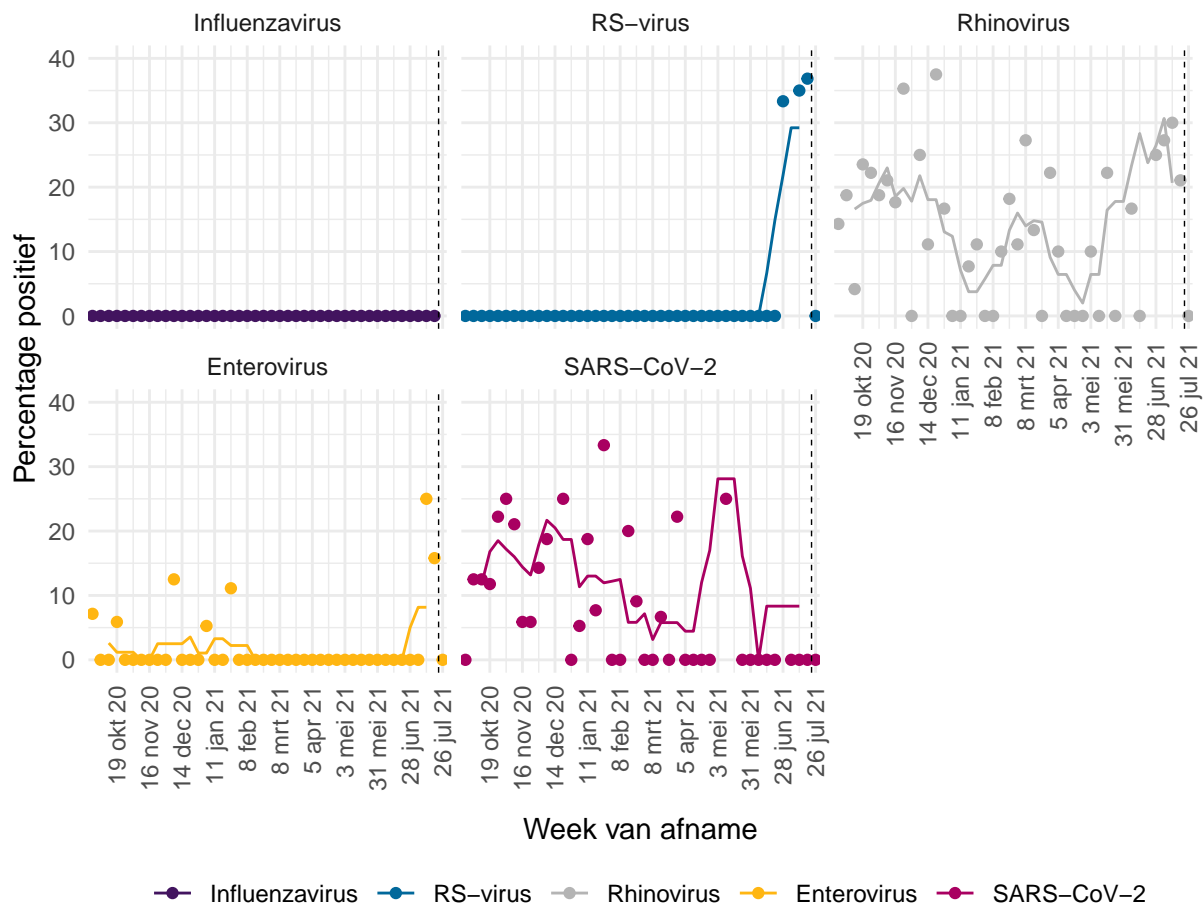 Influenzavirus
RS−virus
Rhinovirus
40
30
20
10
0
Enterovirus
SARS−CoV−2
40
30
20
10
0
Percentage positief
19 okt 20
16 nov 20
14 dec 20
11 jan 21
8 feb 21
8 mrt 21
5 apr 21
3 mei 21
31 mei 21
28 jun 21
26 jul 21
19 okt 20
16 nov 20
14 dec 20
11 jan 21
8 feb 21
8 mrt 21
5 apr 21
3 mei 21
31 mei 21
28 jun 21
26 jul 21
19 okt 20
16 nov 20
14 dec 20
11 jan 21
8 feb 21
8 mrt 21
5 apr 21
3 mei 21
31 mei 21
28 jun 21
26 jul 21
Week van afname
Influenzavirus RS−virus Rhinovirus Enterovirus SARS−CoV−2